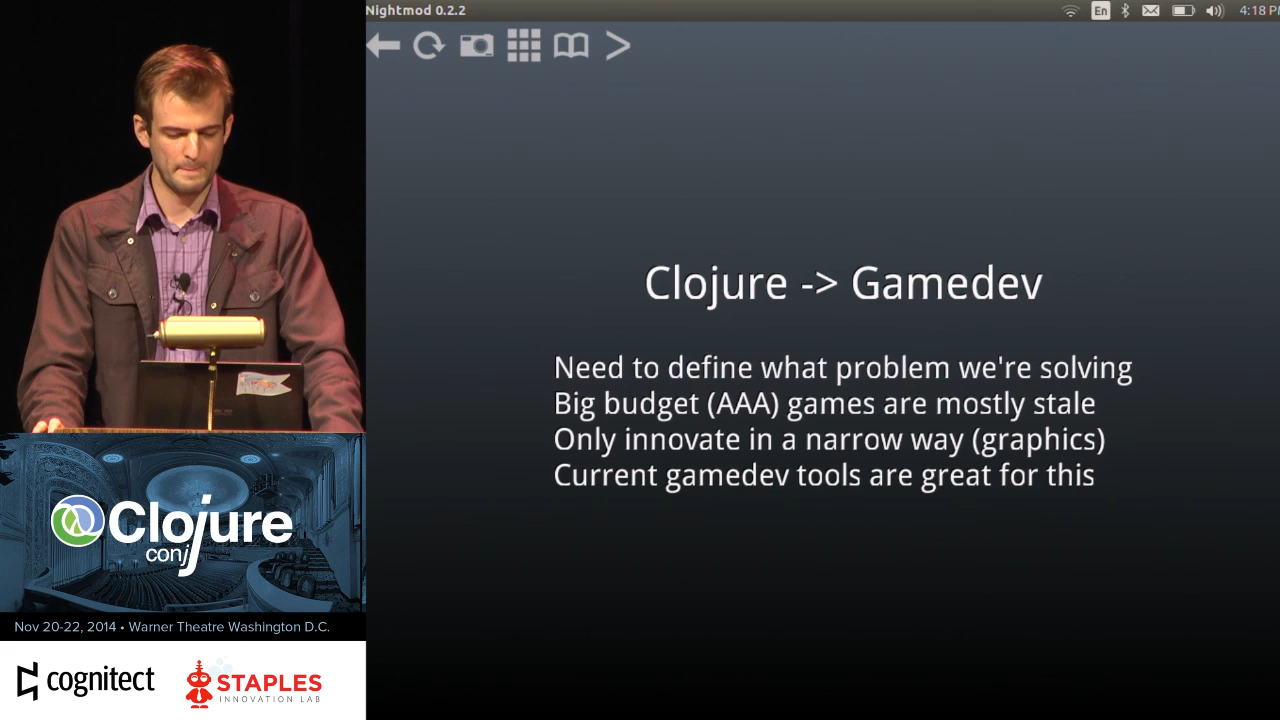 Nightmod 0.2.2
En
4:18 P
Clojure -> Gamedev
Need to define what problem we're solving
Big budget (AAA) games are mostly stale
Only innovate in a narrow way (graphics)
Current gamedev tools are great for this
Clojure
conj
Nov 20-22, 2014 • Warner Theatre Washington D.C.
cognitect
STAPLES
INNOVATION LAB